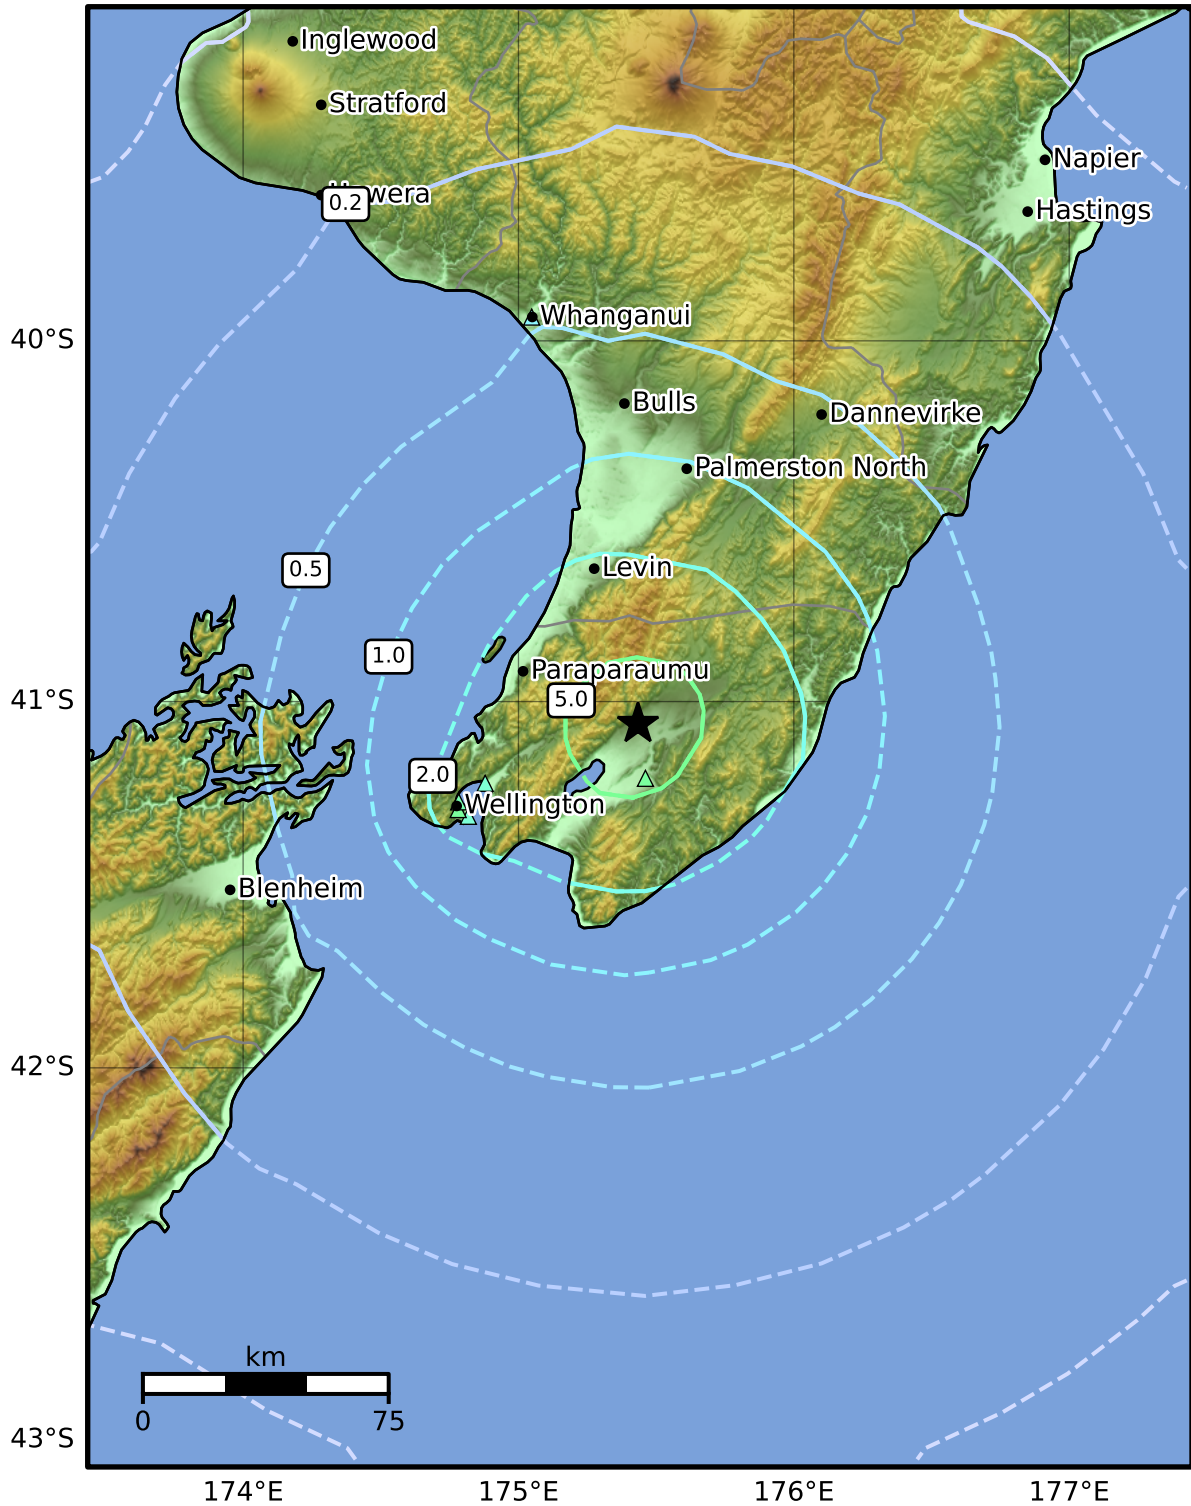 Inglewood
Stratford
Napier
wera
0.2
Hastings
Whanganui
40°S
Bulls
Dannevirke
Palmerston North
0.5
Levin
1.0
Paraparaumu
5.0
41°S
2.0
Wellington
Blenheim
42°S
km
0
75
43°S
174°E
175°E
176°E
177°E